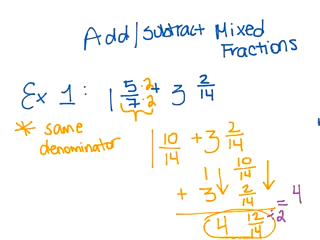 Add/subtract Mixed
Fractions
Ex 1: 1 5·2/7·2 + 3 2/14
* same
denominator
1 10/14 + 3 2/14
1 10/14
+ 3 2/14
4 12/14 ÷2 = 4